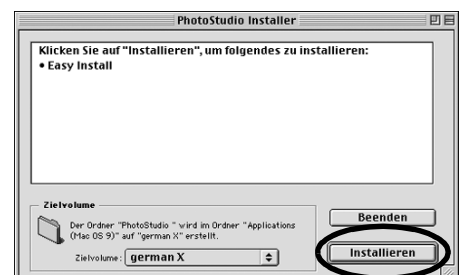 PhotoStudio Installer
Klicken Sie auf "Installieren", um folgendes zu installieren:
• Easy Install
Zielvolume
Der Ordner "PhotoStudio " wird im Ordner "Applications
(Mac OS 9)" auf "german X" erstellt.
Zielvolume: german X
Beenden
Installieren